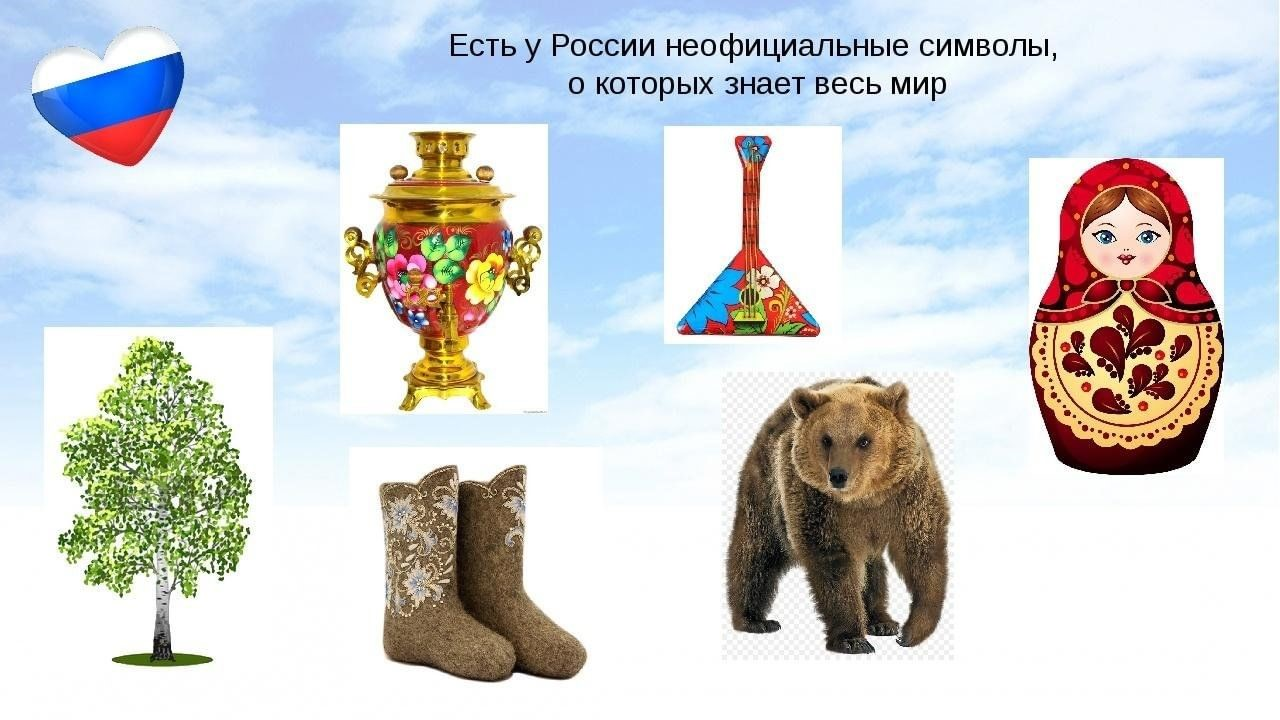 Есть у России неофициальные символы,
о которых знает весь мир